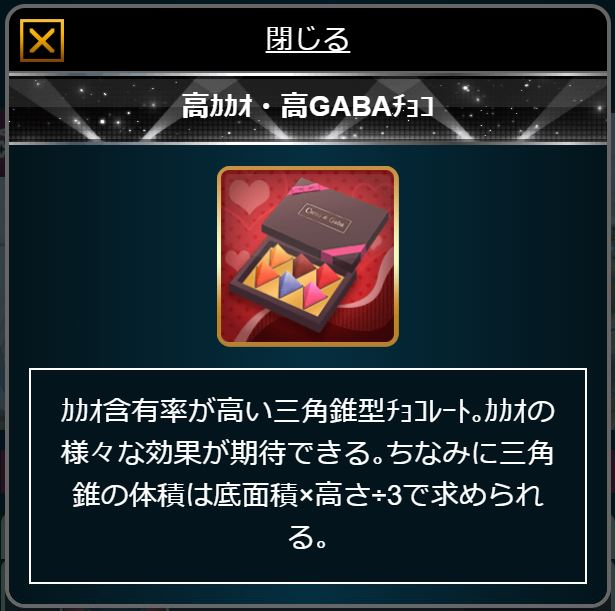 閉じる
高ｶｶｵ・高GABAﾁｮｺ
ｶｶｵ含有率が高い三角錐型ﾁｮｺﾚｰﾄ｡ｶｶｵの
様々な効果が期待できる｡ちなみに三角
錐の体積は底面積×高さ÷3で求められ
る｡